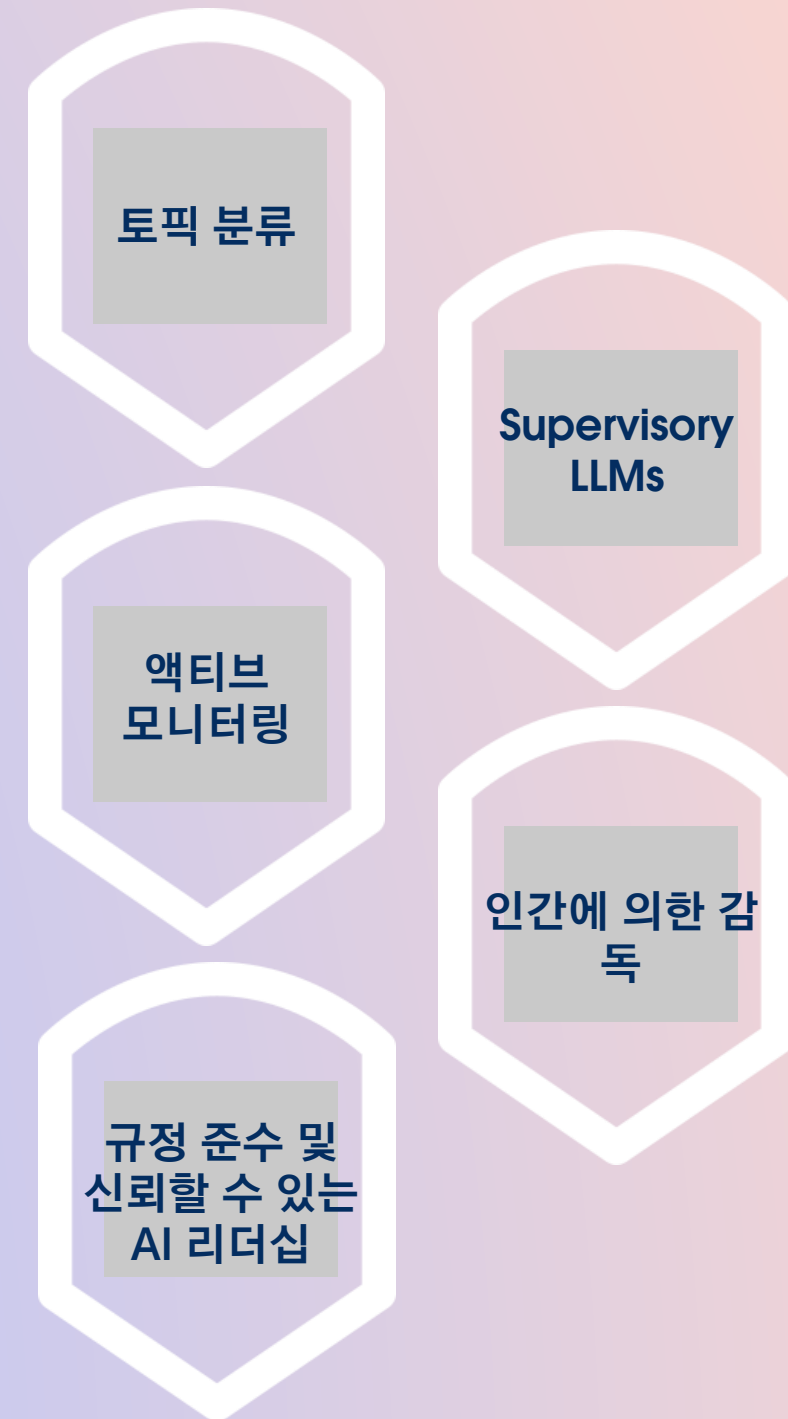 토픽 분류
Supervisory
LLMs
액티브
모니터링
인간에 의한 감
독
규정 준수 및
신뢰할 수 있는
AI 리더십